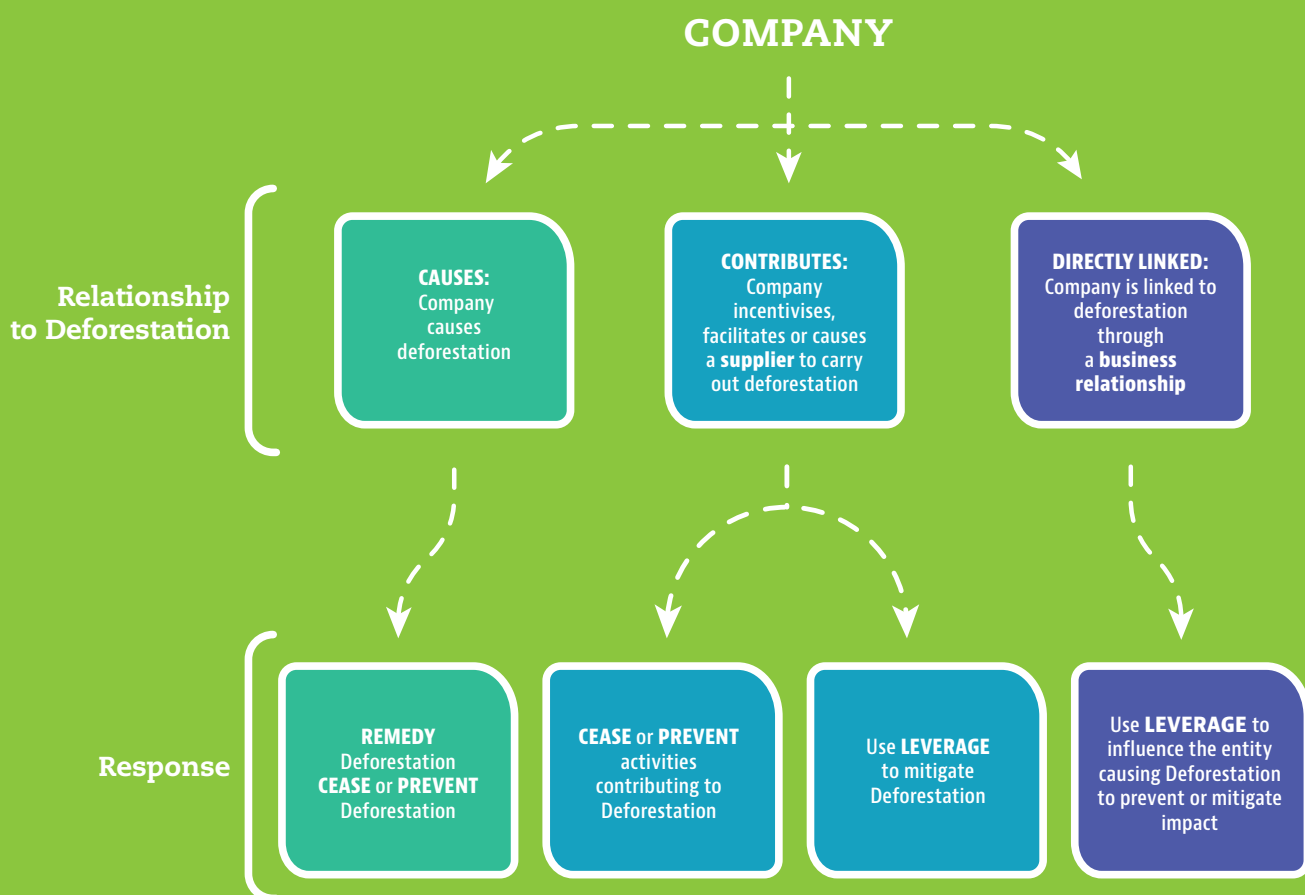 COMPANY
Relationship
to Deforestation
CAUSES:
Company
causes
deforestation
CONTRIBUTES:
Company
incentivises,
facilitates or causes
a supplier to carry
out deforestation
DIRECTLY LINKED:
Company is linked to
deforestation
through
a business
relationship
Response
REMEDY
Deforestation
CEASE or PREVENT
Deforestation
CEASE or PREVENT
activities
contributing to
Deforestation
Use LEVERAGE
to mitigate
Deforestation
Use LEVERAGE to
influence the entity
causing Deforestation
to prevent or mitigate
impact